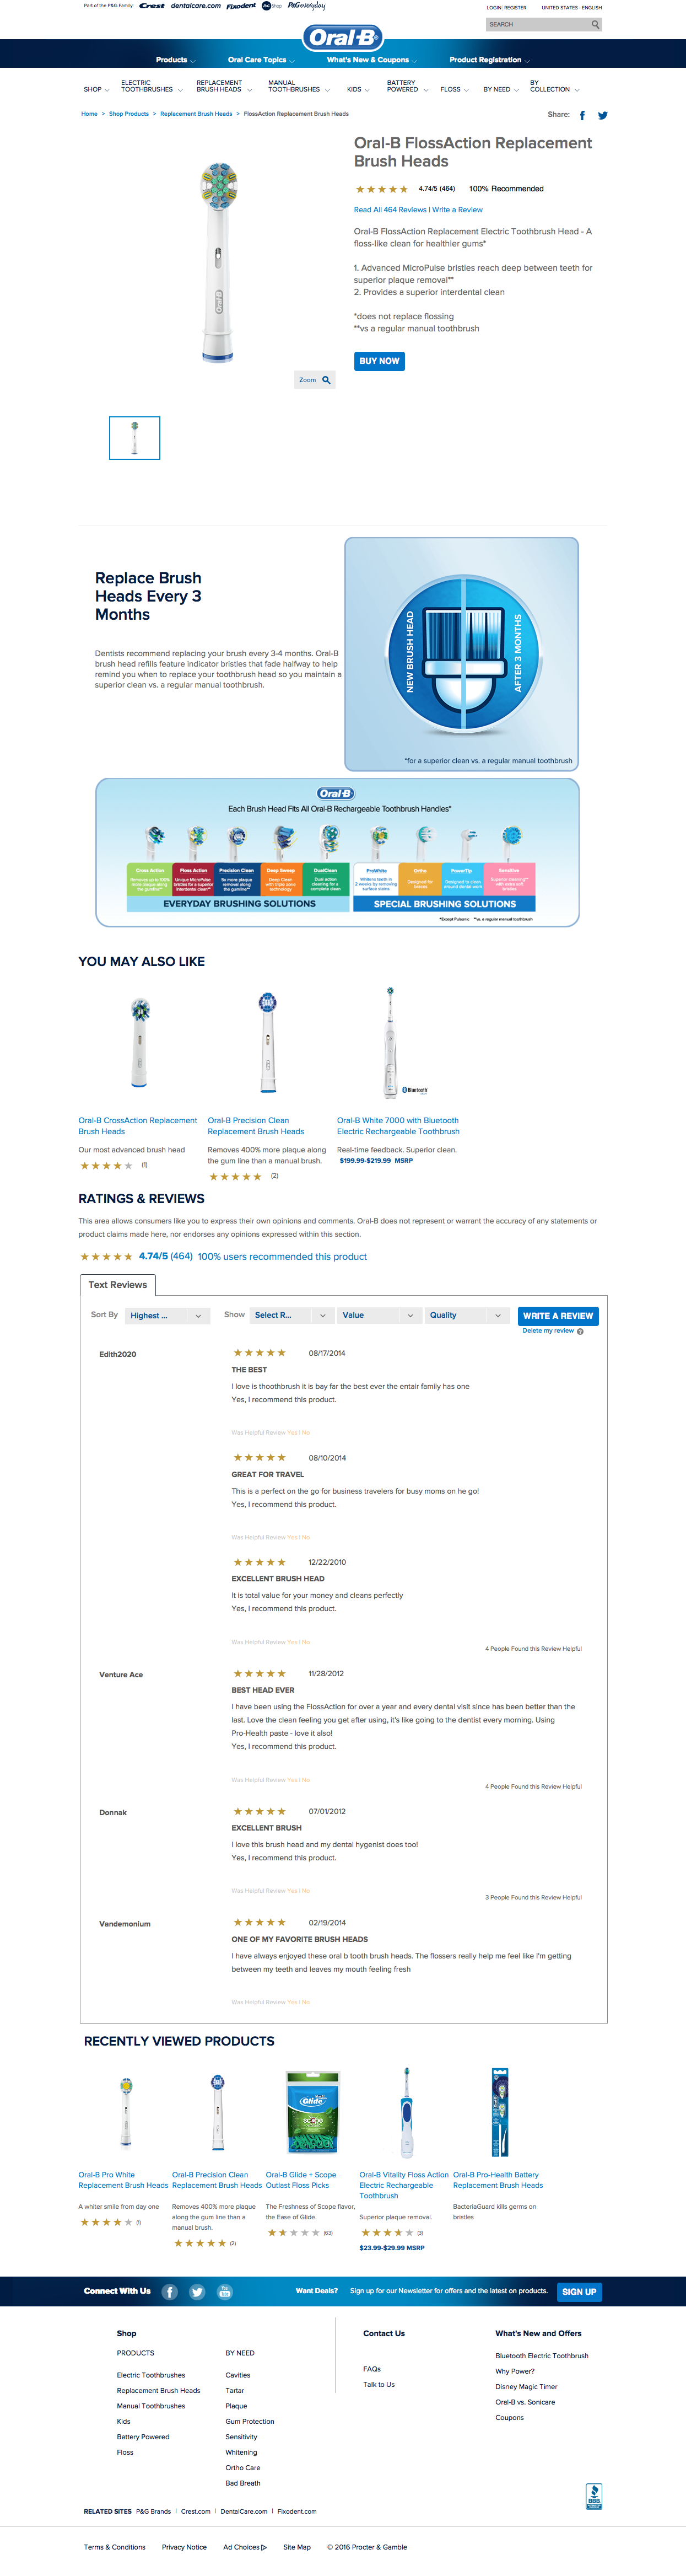 Part of the P&G Family: Crest dentalcare.com Fixodent P&G Shop P&G everyday
LOGIN | REGISTER UNITED STATES - ENGLISH
SEARCH
Oral-B
Products Oral Care Topics What's New & Coupons Product Registration
SHOP ELECTRIC TOOTHBRUSHES REPLACEMENT BRUSH HEADS MANUAL TOOTHBRUSHES KIDS BATTERY POWERED FLOSS BY NEED BY COLLECTION
Home > Shop Products > Replacement Brush Heads > FlossAction Replacement Brush Heads
Share:
Oral-B FlossAction Replacement
Brush Heads
4.74/5 (464) 100% Recommended
Read All 464 Reviews | Write a Review
Oral-B FlossAction Replacement Electric Toothbrush Head - A
floss-like clean for healthier gums*
1. Advanced MicroPulse bristles reach deep between teeth for
superior plaque removal**
2. Provides a superior interdental clean
*does not replace flossing
**vs a regular manual toothbrush
BUY NOW
Zoom
Replace Brush
Heads Every 3
Months
Dentists recommend replacing your brush every 3-4 months. Oral-B
brush head refills feature indicator bristles that fade halfway to help
remind you when to replace your toothbrush head so you maintain a
superior clean vs. a regular manual toothbrush.
NEW BRUSH HEAD
AFTER 3 MONTHS
*for a superior clean vs. a regular manual toothbrush
Oral-B
Each Brush Head Fits All Oral-B Rechargeable Toothbrush Handles*
Cross Action Floss Action Precision Clean Deep Sweep DualClean ProWhite Ortho PowerTip Sensitive
EVERYDAY BRUSHING SOLUTIONS SPECIAL BRUSHING SOLUTIONS
*Except Pulsonic **vs. a regular manual toothbrush
YOU MAY ALSO LIKE
Bluetooth
Oral-B CrossAction Replacement
Brush Heads
Our most advanced brush head
(1)
Oral-B Precision Clean
Replacement Brush Heads
Removes 400% more plaque along
the gum line than a manual brush.
(2)
Oral-B White 7000 with Bluetooth
Electric Rechargeable Toothbrush
Real-time feedback. Superior clean.
$199.99-$219.99 MSRP
RATINGS & REVIEWS
This area allows consumers like you to express their own opinions and comments. Oral-B does not represent or warrant the accuracy of any statements or
product claims made here, nor endorses any opinions expressed within this section.
4.74/5 (464) 100% users recommended this product
Text Reviews
Sort By Highest ... Show Select R... Value Quality WRITE A REVIEW
Delete my review ?
Edith2020 08/17/2014
THE BEST
I love is thoothbrush it is bay far the best ever the entair family has one
Yes, I recommend this product.
Was Helpful Review Yes | No
08/10/2014
GREAT FOR TRAVEL
This is a perfect on the go for business travelers for busy moms on he go!
Yes, I recommend this product.
Was Helpful Review Yes | No
12/22/2010
EXCELLENT BRUSH HEAD
It is total value for your money and cleans perfectly
Yes, I recommend this product.
Was Helpful Review Yes | No
4 People Found this Review Helpful
Venture Ace 11/28/2012
BEST HEAD EVER
I have been using the FlossAction for over a year and every dental visit since has been better than the
last. Love the clean feeling you get after using, it's like going to the dentist every morning. Using
Pro-Health paste - love it also!
Yes, I recommend this product.
Was Helpful Review Yes | No
4 People Found this Review Helpful
Donnak 07/01/2012
EXCELLENT BRUSH
I love this brush head and my dental hygenist does too!
Yes, I recommend this product.
Was Helpful Review Yes | No
3 People Found this Review Helpful
Vandemonium 02/19/2014
ONE OF MY FAVORITE BRUSH HEADS
I have always enjoyed these oral b tooth brush heads. The flossers really help me feel like I'm getting
between my teeth and leaves my mouth feeling fresh
Was Helpful Review Yes | No
RECENTLY VIEWED PRODUCTS
Glide
scope
Oral-B Pro White
Replacement Brush Heads
A whiter smile from day one
(1)
Oral-B Precision Clean
Replacement Brush Heads
Removes 400% more plaque
along the gum line than a
manual brush.
(2)
Oral-B Glide + Scope
Outlast Floss Picks
The Freshness of Scope flavor,
the Ease of Glide.
(63)
Oral-B Vitality Floss Action
Electric Rechargeable
Toothbrush
Superior plaque removal.
(3)
$23.99-$29.99 MSRP
Oral-B Pro-Health Battery
Replacement Brush Heads
BacteriaGuard kills germs on
bristles
Connect With Us
You Tube
Want Deals? Sign up for our Newsletter for offers and the latest on products. SIGN UP
Shop
PRODUCTS
Electric Toothbrushes
Replacement Brush Heads
Manual Toothbrushes
Kids
Battery Powered
Floss
BY NEED
Cavities
Tartar
Plaque
Gum Protection
Sensitivity
Whitening
Ortho Care
Bad Breath
Contact Us
FAQs
Talk to Us
What's New and Offers
Bluetooth Electric Toothbrush
Why Power?
Disney Magic Timer
Oral-B vs. Sonicare
Coupons
BBB
RELATED SITES P&G Brands | Crest.com | DentalCare.com | Fixodent.com
Terms & Conditions Privacy Notice Ad Choices Site Map © 2016 Procter & Gamble